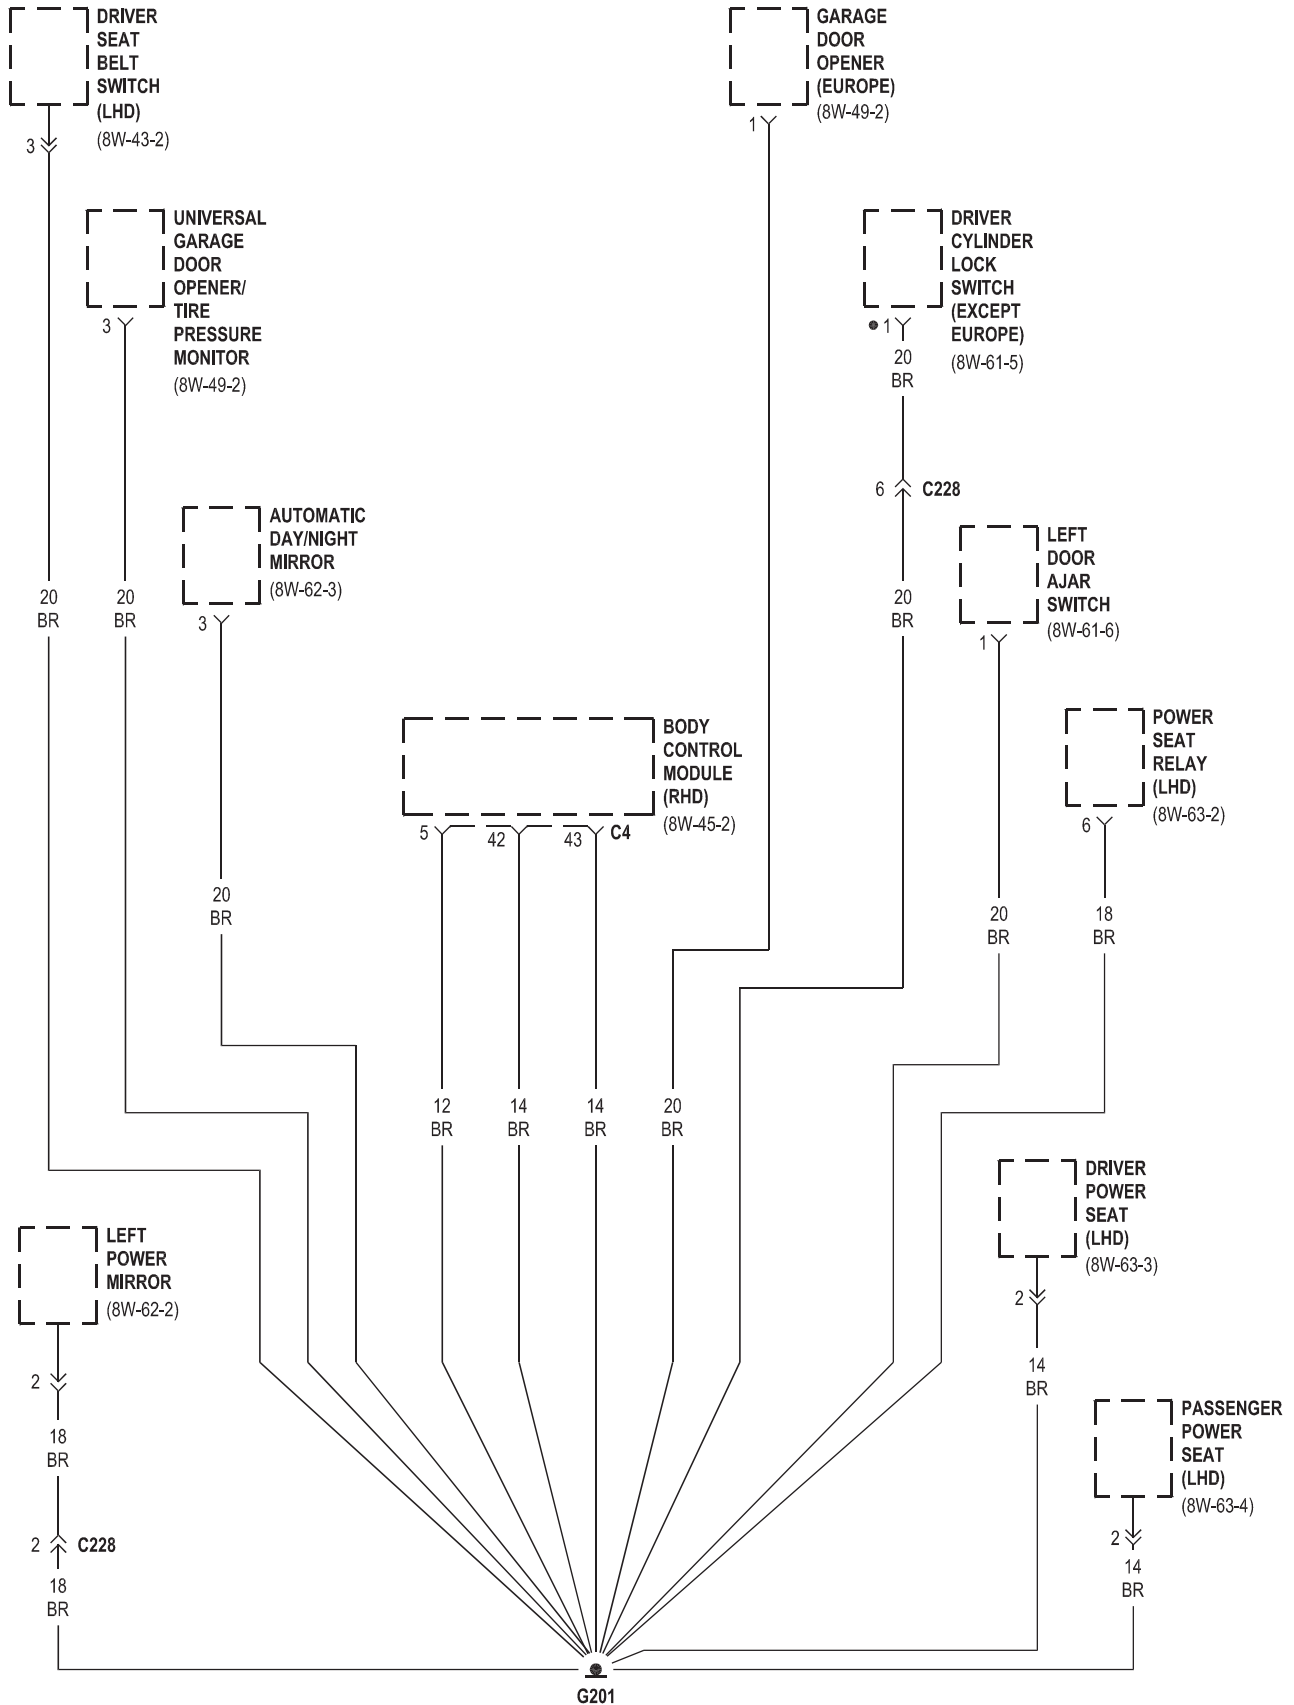 DRIVER
SEAT
BELT
SWITCH
(LHD)
(8W-43-2)
3
GARAGE
DOOR
OPENER
(EUROPE)
(8W-49-2)
1
UNIVERSAL
GARAGE
DOOR
OPENER/
TIRE
PRESSURE
MONITOR
(8W-49-2)
3
DRIVER
CYLINDER
LOCK
SWITCH
(EXCEPT
EUROPE)
(8W-61-5)
1
20
BR
6 C228
AUTOMATIC
DAY/NIGHT
MIRROR
(8W-62-3)
3
LEFT
DOOR
AJAR
SWITCH
(8W-61-6)
1
20
BR
20
BR
20
BR
BODY
CONTROL
MODULE
(RHD)
(8W-45-2)
5 42 43 C4
POWER
SEAT
RELAY
(LHD)
(8W-63-2)
6
20
BR
20
BR
18
BR
12
BR
14
BR
14
BR
20
BR
DRIVER
POWER
SEAT
(LHD)
(8W-63-3)
2
LEFT
POWER
MIRROR
(8W-62-2)
2
14
BR
18
BR
PASSENGER
POWER
SEAT
(LHD)
(8W-63-4)
2
2 C228
14
BR
18
BR
G201